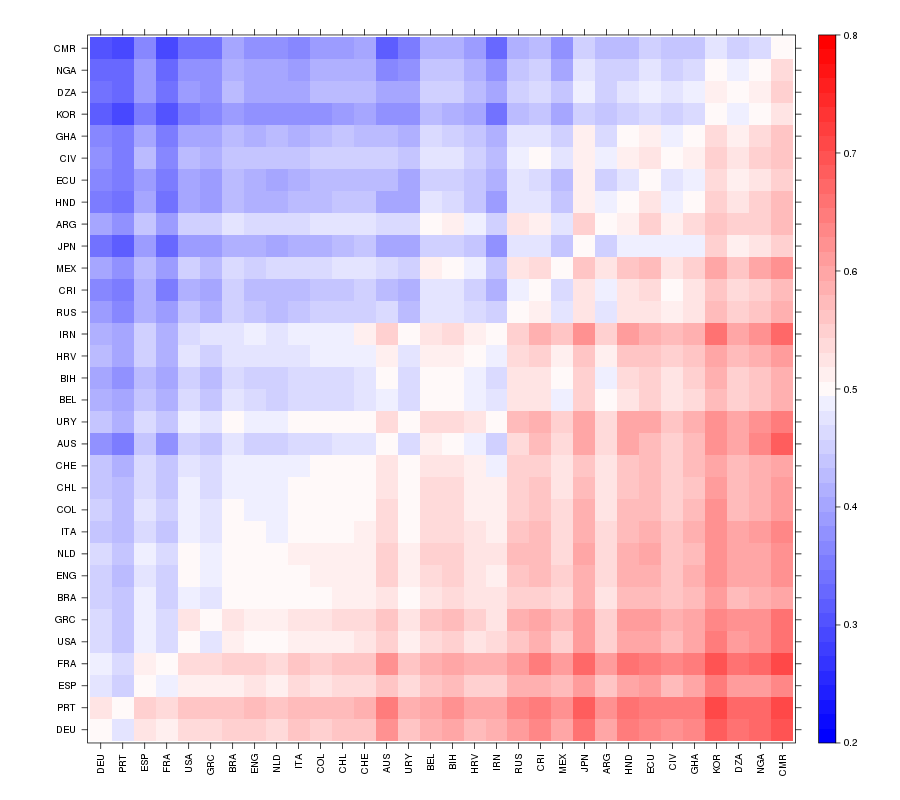 CMR
NGA
DZA
KOR
GHA
CIV
ECU
HND
ARG
JPN
MEX
CRI
RUS
IRN
HRV
BIH
BEL
URY
AUS
CHE
CHL
COL
ITA
NLD
ENG
BRA
GRC
USA
FRA
ESP
PRT
DEU
DEU PRT ESP FRA USA GRC BRA ENG NLD ITA COL CHL CHE AUS URY BEL BIH HRV IRN RUS CRI MEX JPN ARG HND ECU CIV GHA KOR DZA NGA CMR
0.8
0.7
0.6
0.5
0.4
0.3
0.2